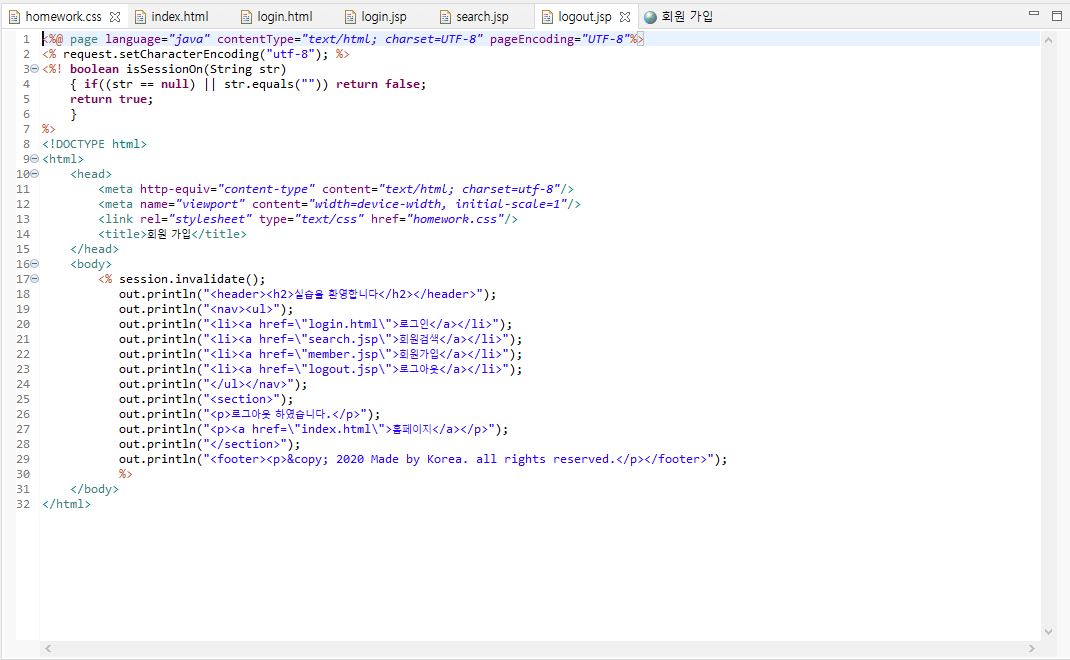 homework.css index.html login.html login.jsp search.jsp logout.jsp 회원 가입
1 <%@ page language="java" contentType="text/html; charset=UTF-8" pageEncoding="UTF-8"%>
2 <% request.setCharacterEncoding("utf-8"); %>
3 <%! boolean isSessionOn(String str)
4 { if((str == null) || str.equals("")) return false;
5 return true;
6 }
7 %>
8 <!DOCTYPE html>
9 <html>
10 <head>
11 <meta http-equiv="content-type" content="text/html; charset=utf-8"/>
12 <meta name="viewport" content="width=device-width, initial-scale=1"/>
13 <link rel="stylesheet" type="text/css" href="homework.css"/>
14 <title>회원 가입</title>
15 </head>
16 <body>
17 <% session.invalidate();
18 out.println("<header><h2>실습을 환영합니다</h2></header>");
19 out.println("<nav><ul>");
20 out.println("<li><a href=\"login.html\">로그인</a></li>");
21 out.println("<li><a href=\"search.jsp\">회원검색</a></li>");
22 out.println("<li><a href=\"member.jsp\">회원가입</a></li>");
23 out.println("<li><a href=\"logout.jsp\">로그아웃</a></li>");
24 out.println("</ul></nav>");
25 out.println("<section>");
26 out.println("<p>로그아웃 하였습니다.</p>");
27 out.println("<p><a href=\"index.html\">홈페이지</a></p>");
28 out.println("</section>");
29 out.println("<footer><p>&copy; 2020 Made by Korea. all rights reserved.</p></footer>");
30 %>
31 </body>
32 </html>